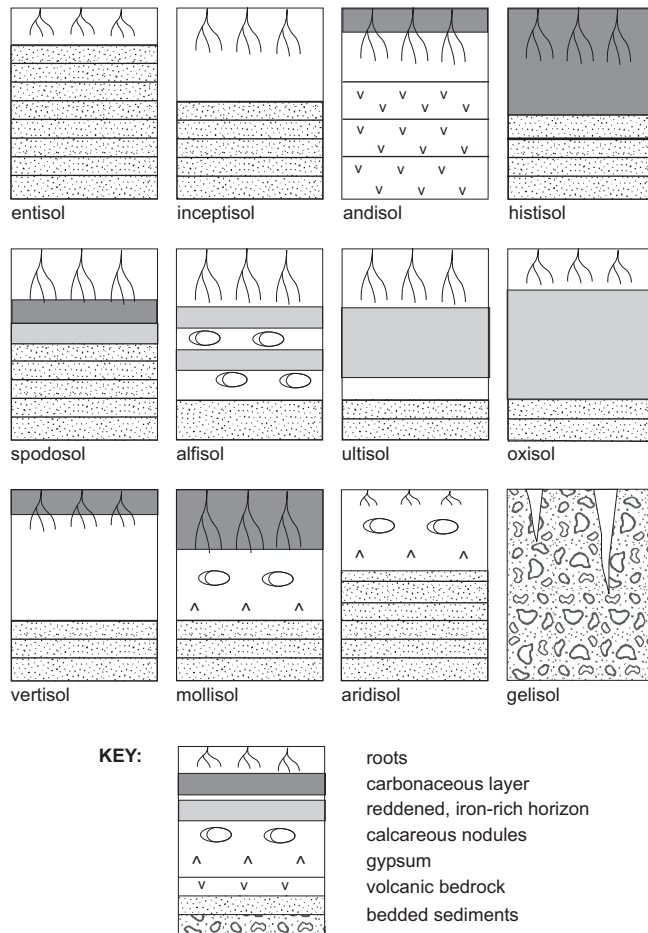 entisol inceptisol andisol histisol
spodosol alfisol ultisol oxisol
vertisol mollisol aridisol gelisol
KEY:
roots
carbonaceous layer
reddened, iron-rich horizon
calcareous nodules
gypsum
volcanic bedrock
bedded sediments